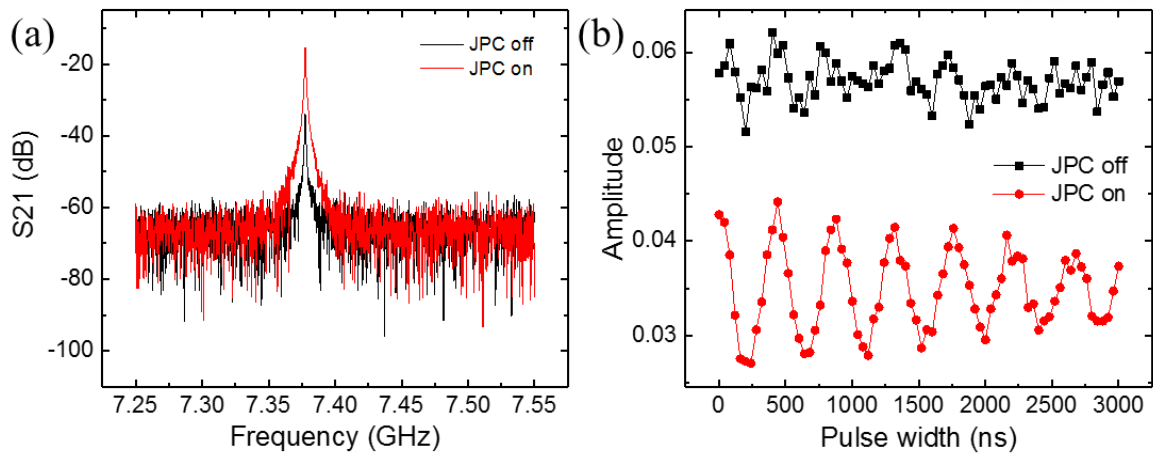 (a)
JPC off
JPC on
S21 (dB)
-20
-40
-60
-80
-100
7.25 7.30 7.35 7.40 7.45 7.50 7.55
Frequency (GHz)
(b)
JPC off
JPC on
Amplitude
0.06
0.05
0.04
0.03
0 500 1000 1500 2000 2500 3000
Pulse width (ns)